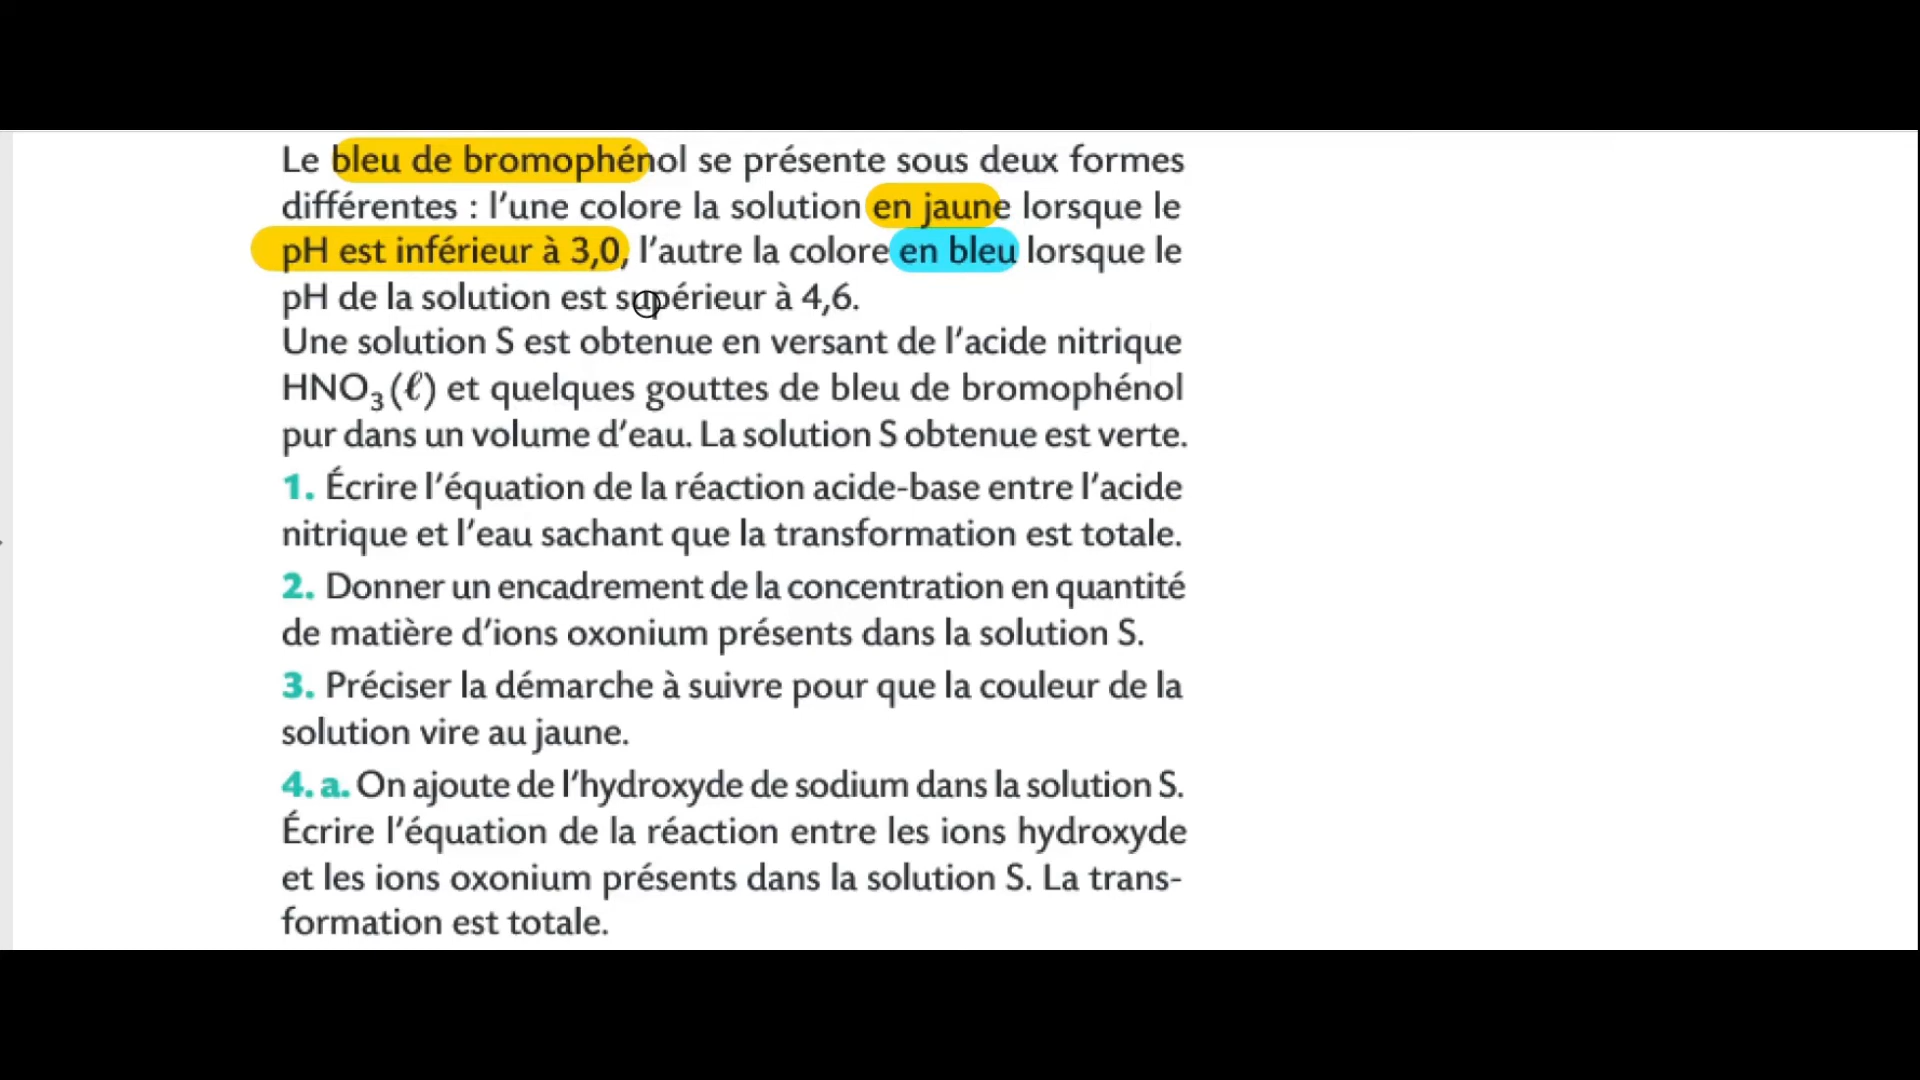 Le bleu de bromophénol se présente sous deux formes
différentes : l’une colore la solution en jaune lorsque le
pH est inférieur à 3,0, l’autre la colore en bleu lorsque le
pH de la solution est supérieur à 4,6.
Une solution S est obtenue en versant de l’acide nitrique
HNO₃(ℓ) et quelques gouttes de bleu de bromophénol
pur dans un volume d’eau. La solution S obtenue est verte.
1. Écrire l’équation de la réaction acide-base entre l’acide
nitrique et l’eau sachant que la transformation est totale.
2. Donner un encadrement de la concentration en quantité
de matière d’ions oxonium présents dans la solution S.
3. Préciser la démarche à suivre pour que la couleur de la
solution vire au jaune.
4. a. On ajoute de l’hydroxyde de sodium dans la solution S.
Écrire l’équation de la réaction entre les ions hydroxyde
et les ions oxonium présents dans la solution S. La trans-
formation est totale.